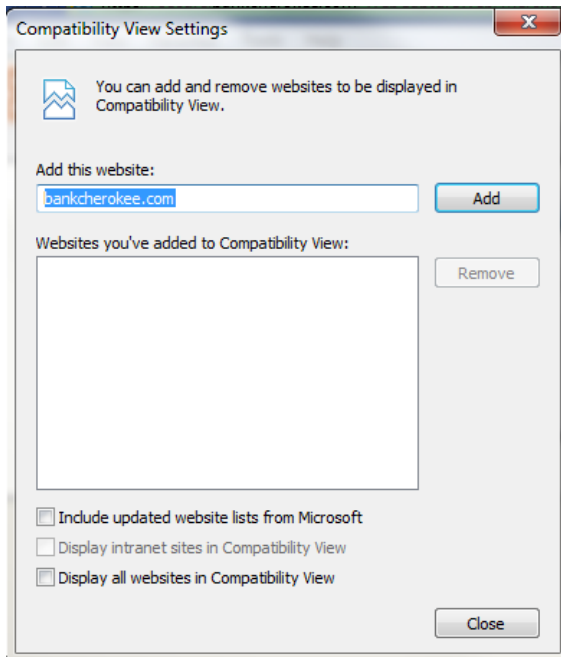 Compatibility View Settings
You can add and remove websites to be displayed in
Compatibility View.
Add this website:
bankcherokee.com
Add
Websites you've added to Compatibility View:
Remove
Include updated website lists from Microsoft
Display intranet sites in Compatibility View
Display all websites in Compatibility View
Close